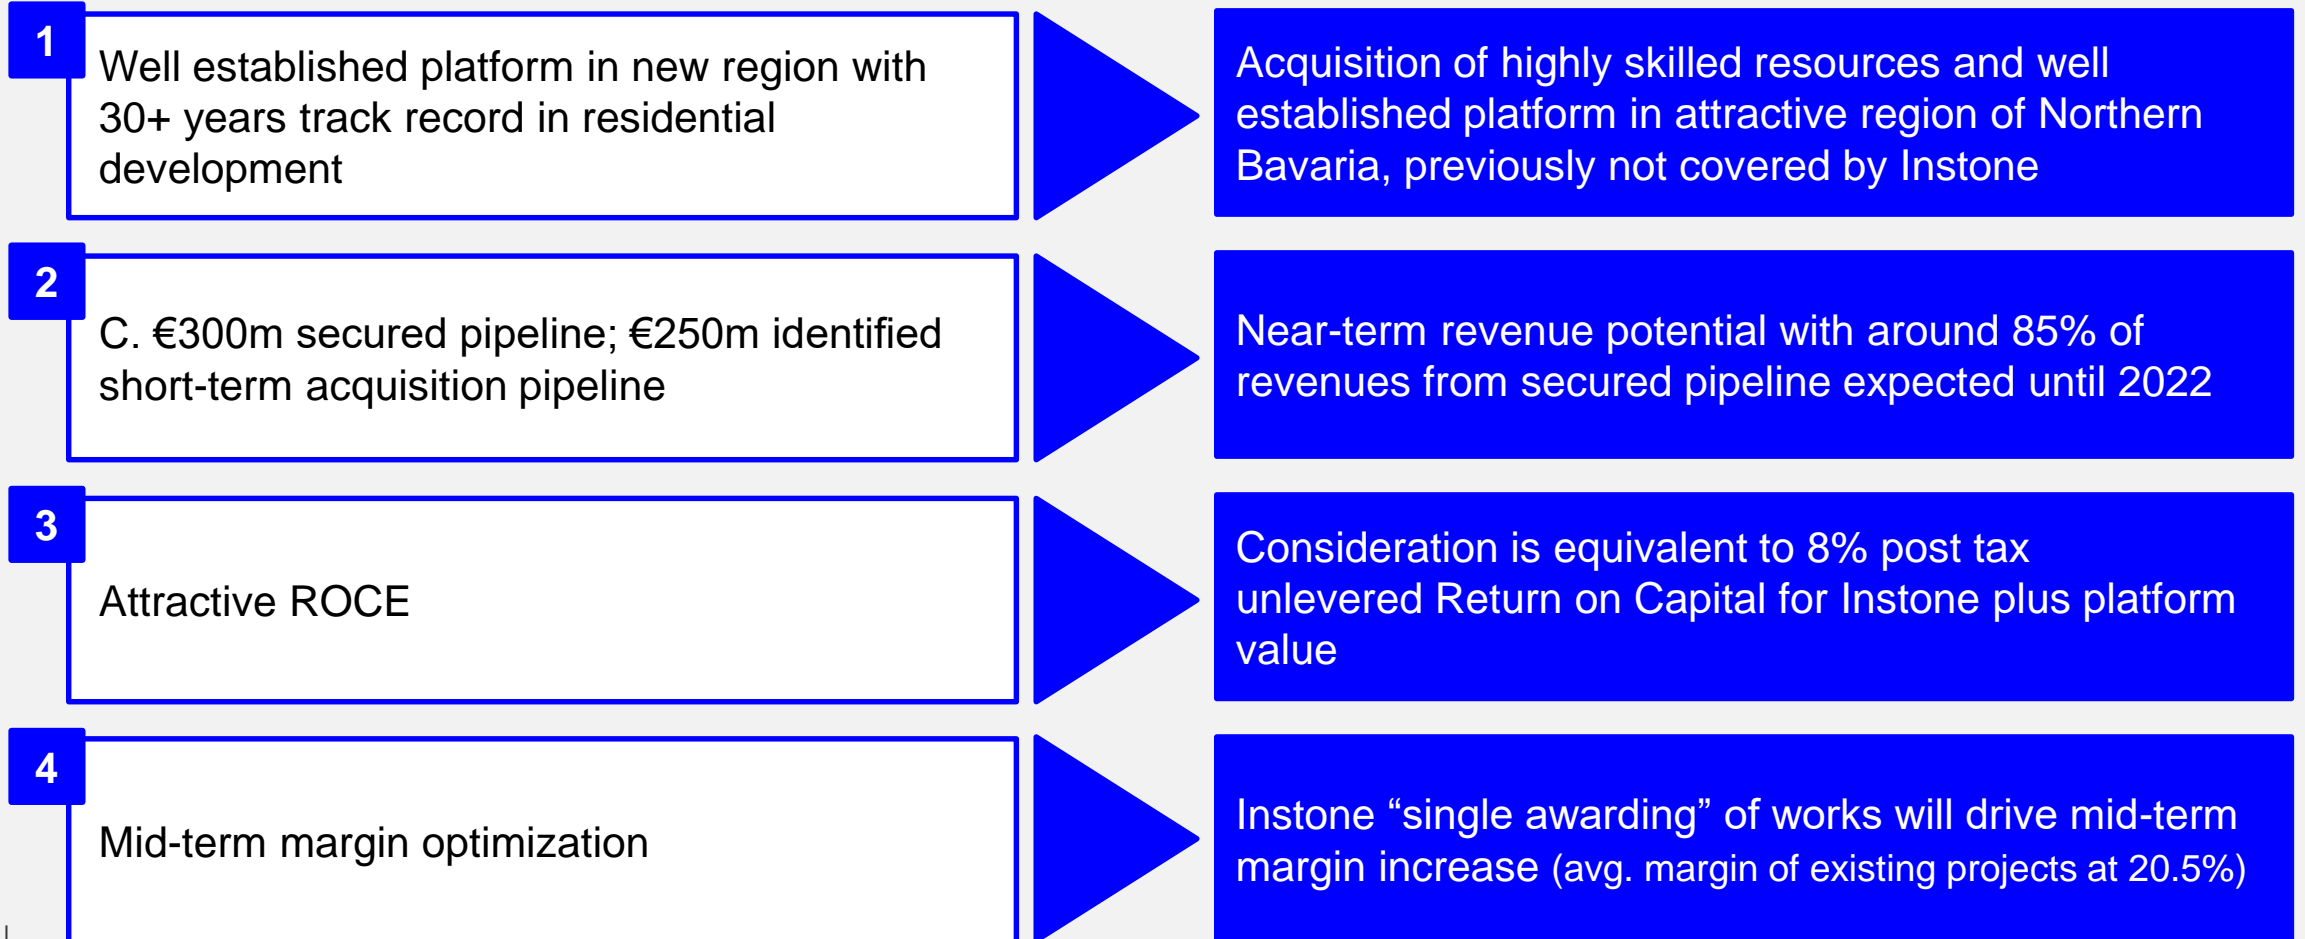 1
Well established platform in new region with
30+ years track record in residential
development
Acquisition of highly skilled resources and well
established platform in attractive region of Northern
Bavaria, previously not covered by Instone
2
C. €300m secured pipeline; €250m identified
short-term acquisition pipeline
Near-term revenue potential with around 85% of
revenues from secured pipeline expected until 2022
3
Attractive ROCE
Consideration is equivalent to 8% post tax
unlevered Return on Capital for Instone plus platform
value
4
Mid-term margin optimization
Instone “single awarding” of works will drive mid-term
margin increase (avg. margin of existing projects at 20.5%)